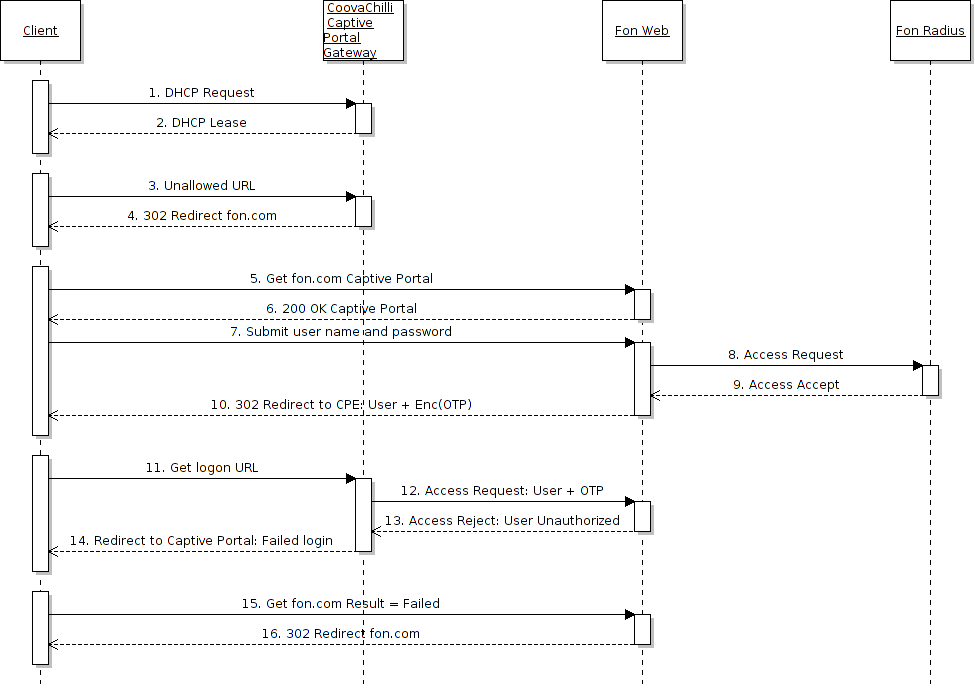 Client
CoovaChilli
Captive
Portal
Gateway
Fon Web
Fon Radius
1. DHCP Request
2. DHCP Lease
3. Unallowed URL
4. 302 Redirect fon.com
5. Get fon.com Captive Portal
6. 200 OK Captive Portal
7. Submit user name and password
8. Access Request
9. Access Accept
10. 302 Redirect to CPE: User + Enc(OTP)
11. Get logon URL
12. Access Request: User + OTP
13. Access Reject: User Unauthorized
14. Redirect to Captive Portal: Failed login
15. Get fon.com Result = Failed
16. 302 Redirect fon.com